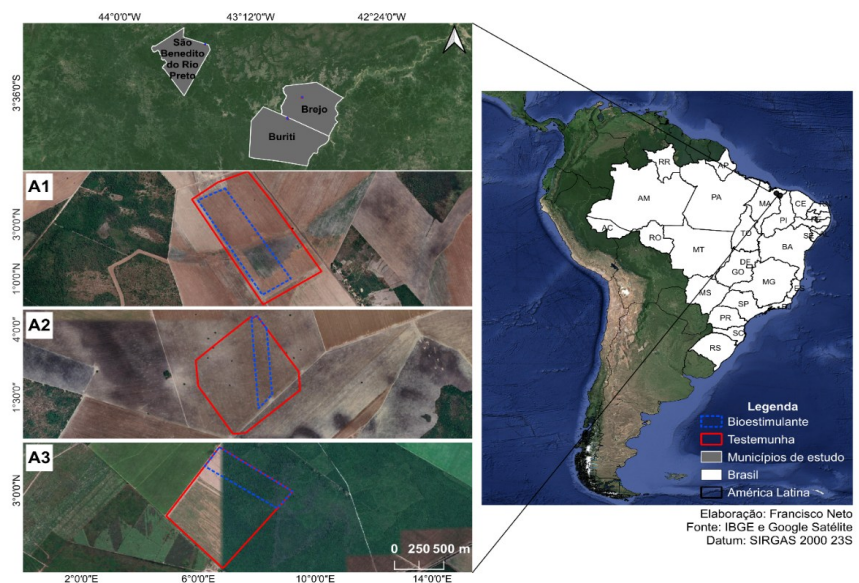 44°0'0"W 43°12'0"W 42°24'0"W
3°36'0"S
São
Benedito
do Rio
Preto
Brejo
Buriti
A1
3°0'0"N
1°0'0"N
A2
4°0'0"
1°30'0"
A3
3°0'0"N
0 250 500 m
2°0'0"E 6°0'0"E 10°0'0"E 14°0'0"E
RR
AP
AM
PA
MA
CE
PI
AC
RO
TO
SE
MT
BA
DF
GO
MG
MS
ES
SP
PR
SC
RS
Legenda
Bioestimulante
Testemunha
Municípios de estudo
Brasil
América Latina
Elaboração: Francisco Neto
Fonte: IBGE e Google Satélite
Datum: SIRGAS 2000 23S